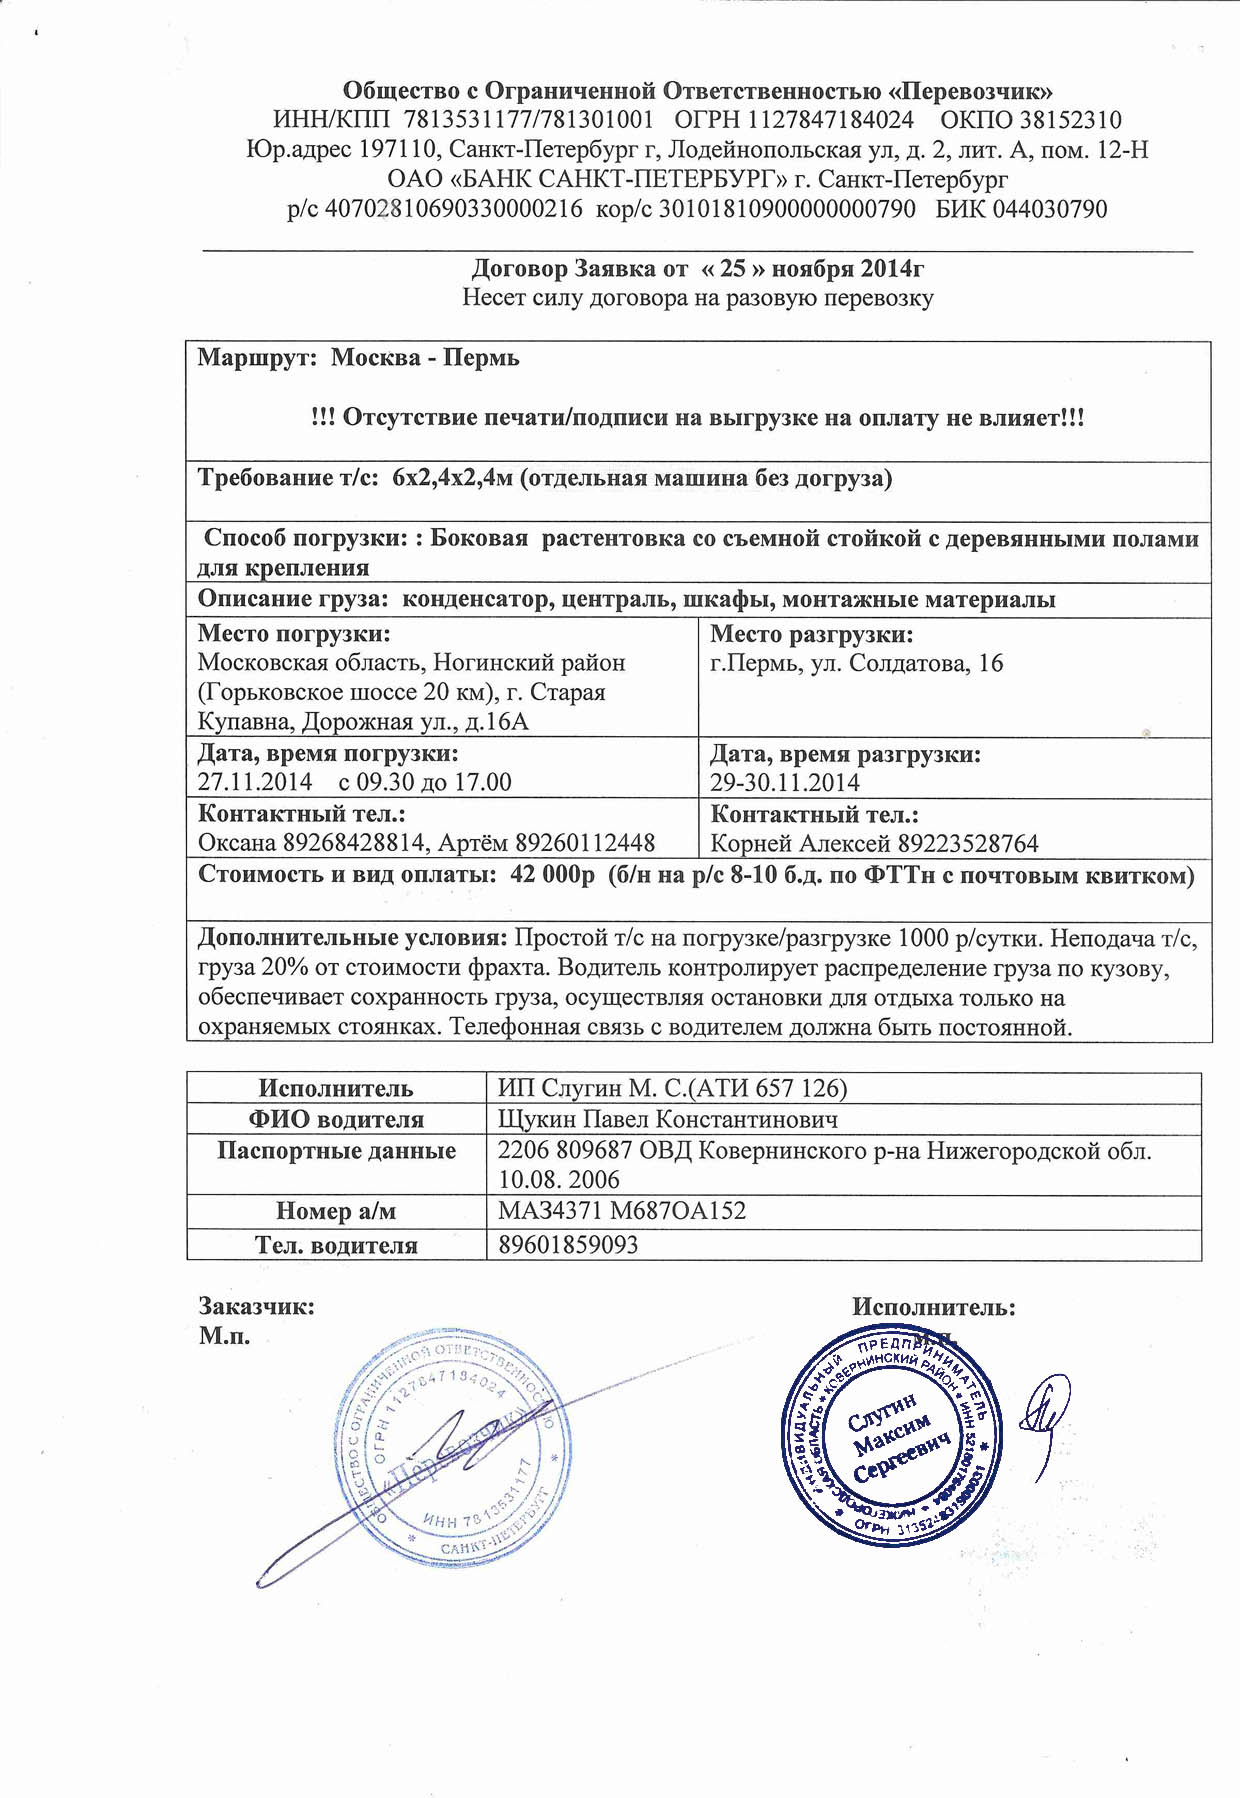 Общество с Ограниченной Ответственностью «Перевозчик»
ИНН/КПП 7813531177/781301001 ОГРН 1127847184024 ОКПО 38152310
Юр.адрес 197110, Санкт-Петербург г, Лодейнопольская ул, д. 2, лит. А, пом. 12-Н
ОАО «БАНК САНКТ-ПЕТЕРБУРГ» г. Санкт-Петербург
р/с 40702810690330000216 кор/с 30101810900000000790 БИК 044030790
Договор Заявка от « 25 » ноября 2014г
Несет силу договора на разовую перевозку
Маршрут: Москва - Пермь
!!! Отсутствие печати/подписи на выгрузке на оплату не влияет!!!
Требование т/с: 6х2,4х2,4м (отдельная машина без догруза)
Способ погрузки: : Боковая растентовка со съемной стойкой с деревянными полами
для крепления
Описание груза: конденсатор, централь, шкафы, монтажные материалы
Место погрузки:
Московская область, Ногинский район
(Горьковское шоссе 20 км), г. Старая
Купавна, Дорожная ул., д.16А
Место разгрузки:
г.Пермь, ул. Солдатова, 16
Дата, время погрузки:
27.11.2014 с 09.30 до 17.00
Дата, время разгрузки:
29-30.11.2014
Контактный тел.:
Оксана 89268428814, Артём 89260112448
Контактный тел.:
Корней Алексей 89223528764
Стоимость и вид оплаты: 42 000р (б/н на р/с 8-10 б.д. по ФТТн с почтовым квитком)
Дополнительные условия: Простой т/с на погрузке/разгрузке 1000 р/сутки. Неподача т/с,
груза 20% от стоимости фрахта. Водитель контролирует распределение груза по кузову,
обеспечивает сохранность груза, осуществляя остановки для отдыха только на
охраняемых стоянках. Телефонная связь с водителем должна быть постоянной.
Исполнитель ИП Слугин М. С.(АТИ 657 126)
ФИО водителя Щукин Павел Константинович
Паспортные данные 2206 809687 ОВД Ковернинского р-на Нижегородской обл.
10.08. 2006
Номер а/м МАЗ4371 М687ОА152
Тел. водителя 89601859093
Заказчик: Исполнитель:
М.п. м.п.
ОБЩЕСТВО С ОГРАНИЧЕННОЙ ОТВЕТСТВЕННОСТЬЮ
ОГРН 1127847184024
«Перевозчик»
ИНН 7813531177
САНКТ-ПЕТЕРБУРГ
ИНДИВИДУАЛЬНЫЙ ПРЕДПРИНИМАТЕЛЬ
НИЖЕГОРОДСКАЯ ОБЛАСТЬ * КОВЕРНИНСКИЙ РАЙОН * ИНН
Слугин
Максим
Сергеевич
ОГРН